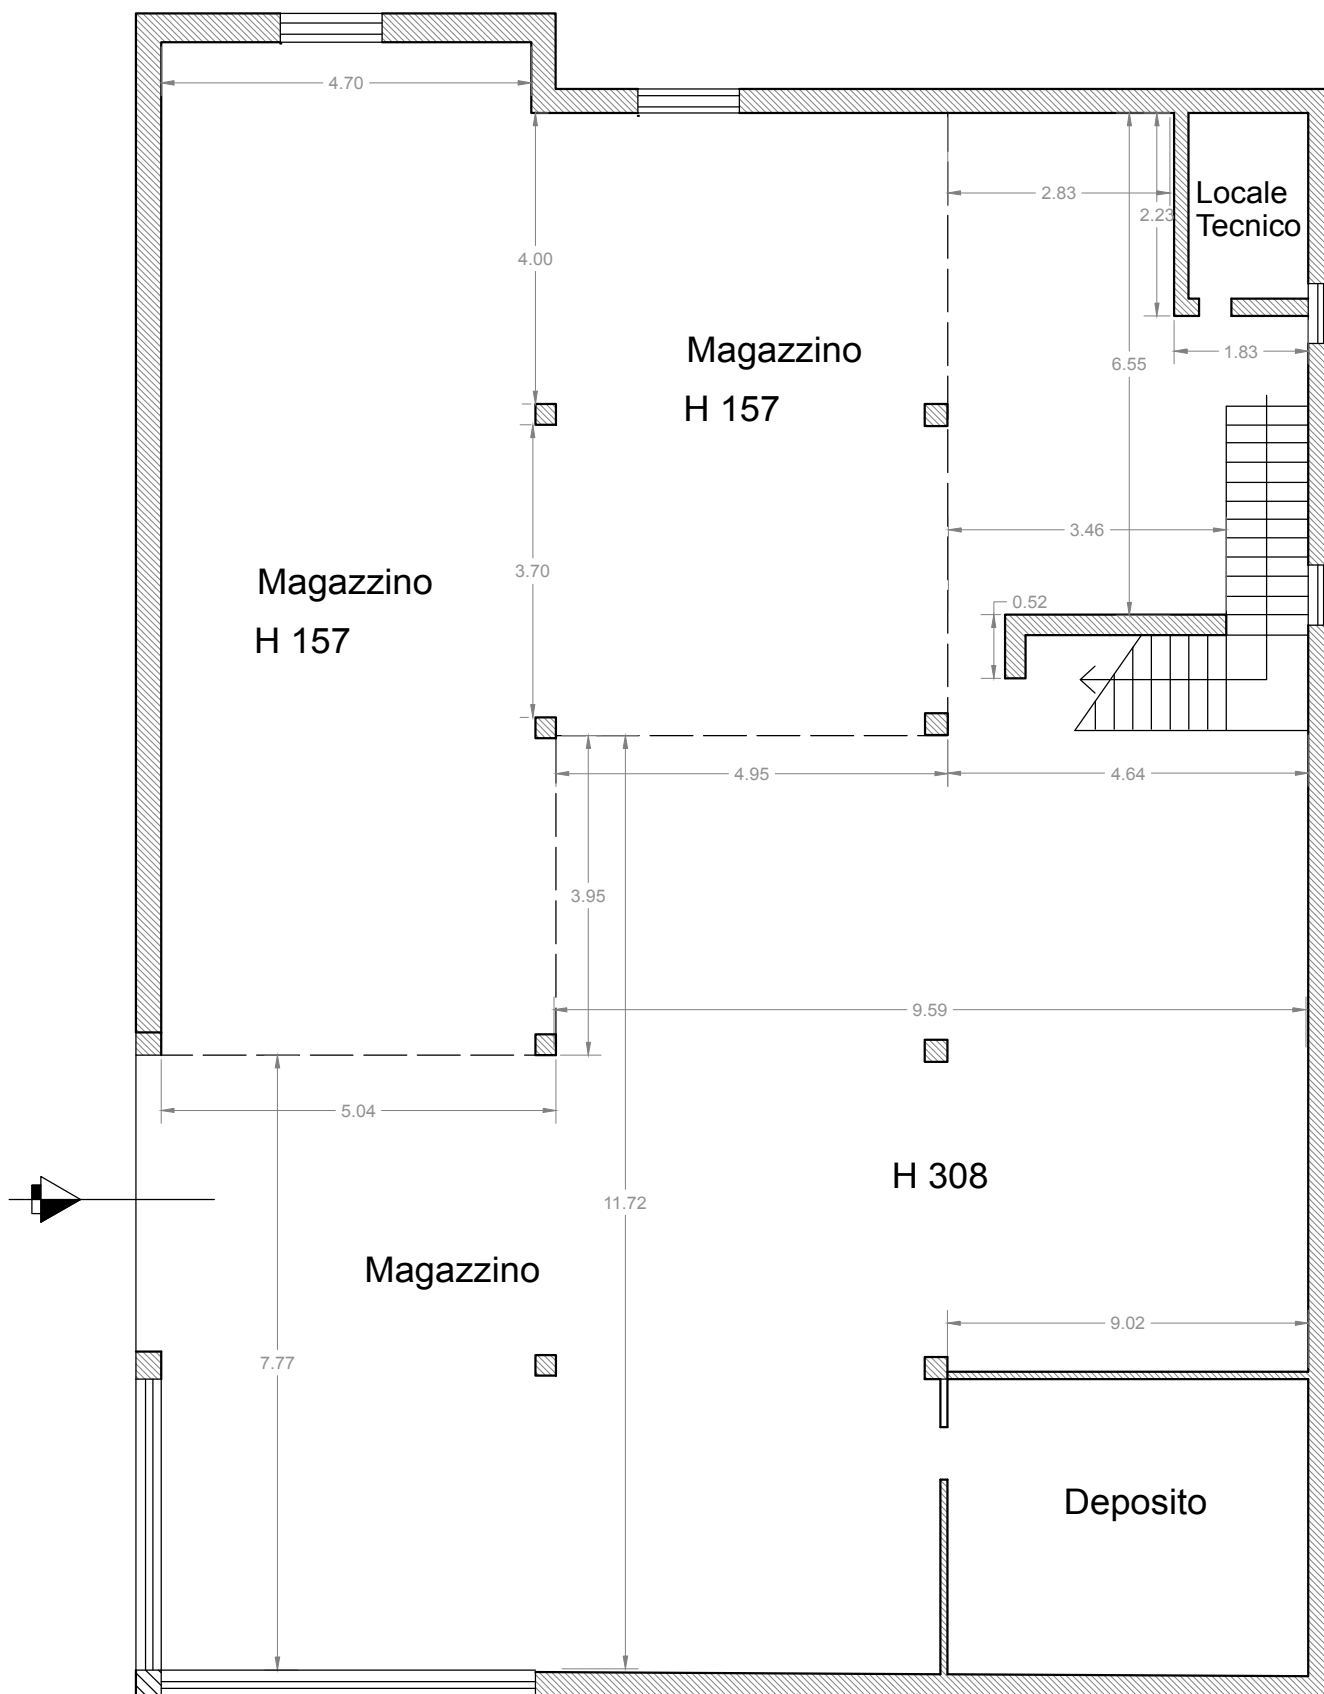 4.70
2.83
Locale
Tecnico
2.23
4.00
Magazzino
H 157
1.83
6.55
3.46
3.70
Magazzino
H 157
0.52
4.95
4.64
3.95
9.59
5.04
H 308
11.72
Magazzino
9.02
7.77
Deposito